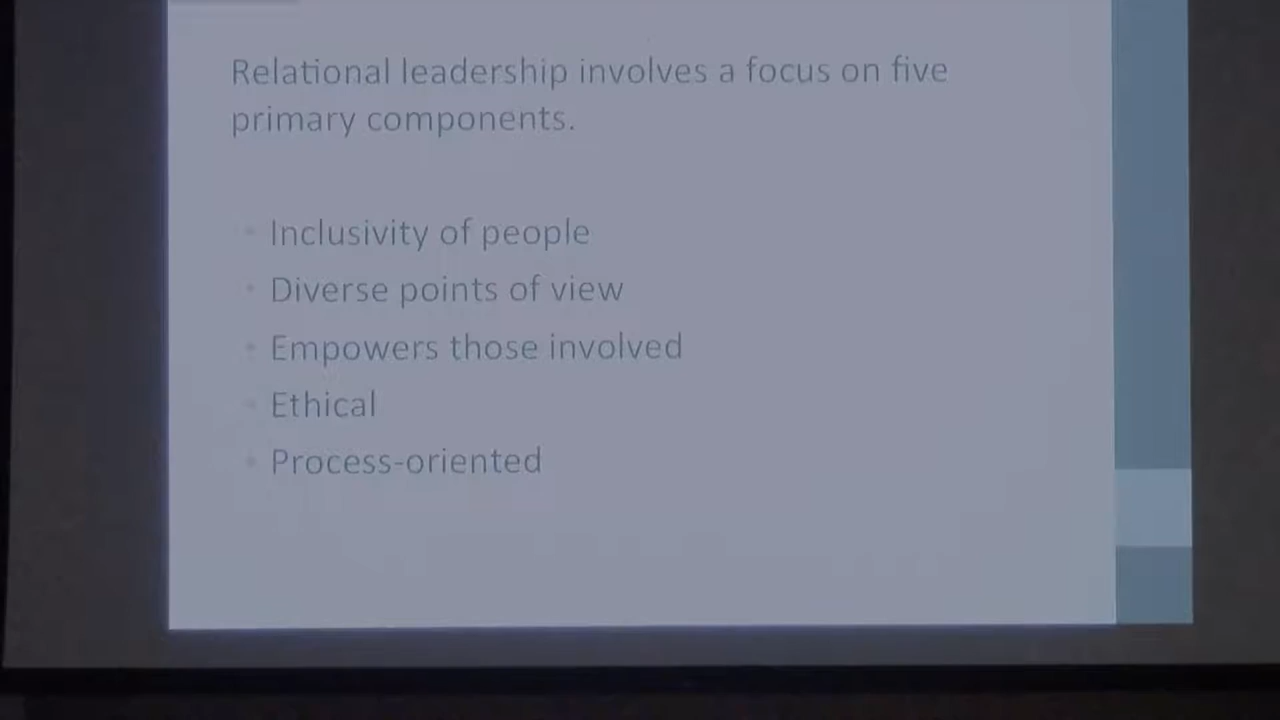 Relational leadership involves a focus on five
primary components.
Inclusivity of people
Diverse points of view
Empowers those involved
Ethical
Process-oriented